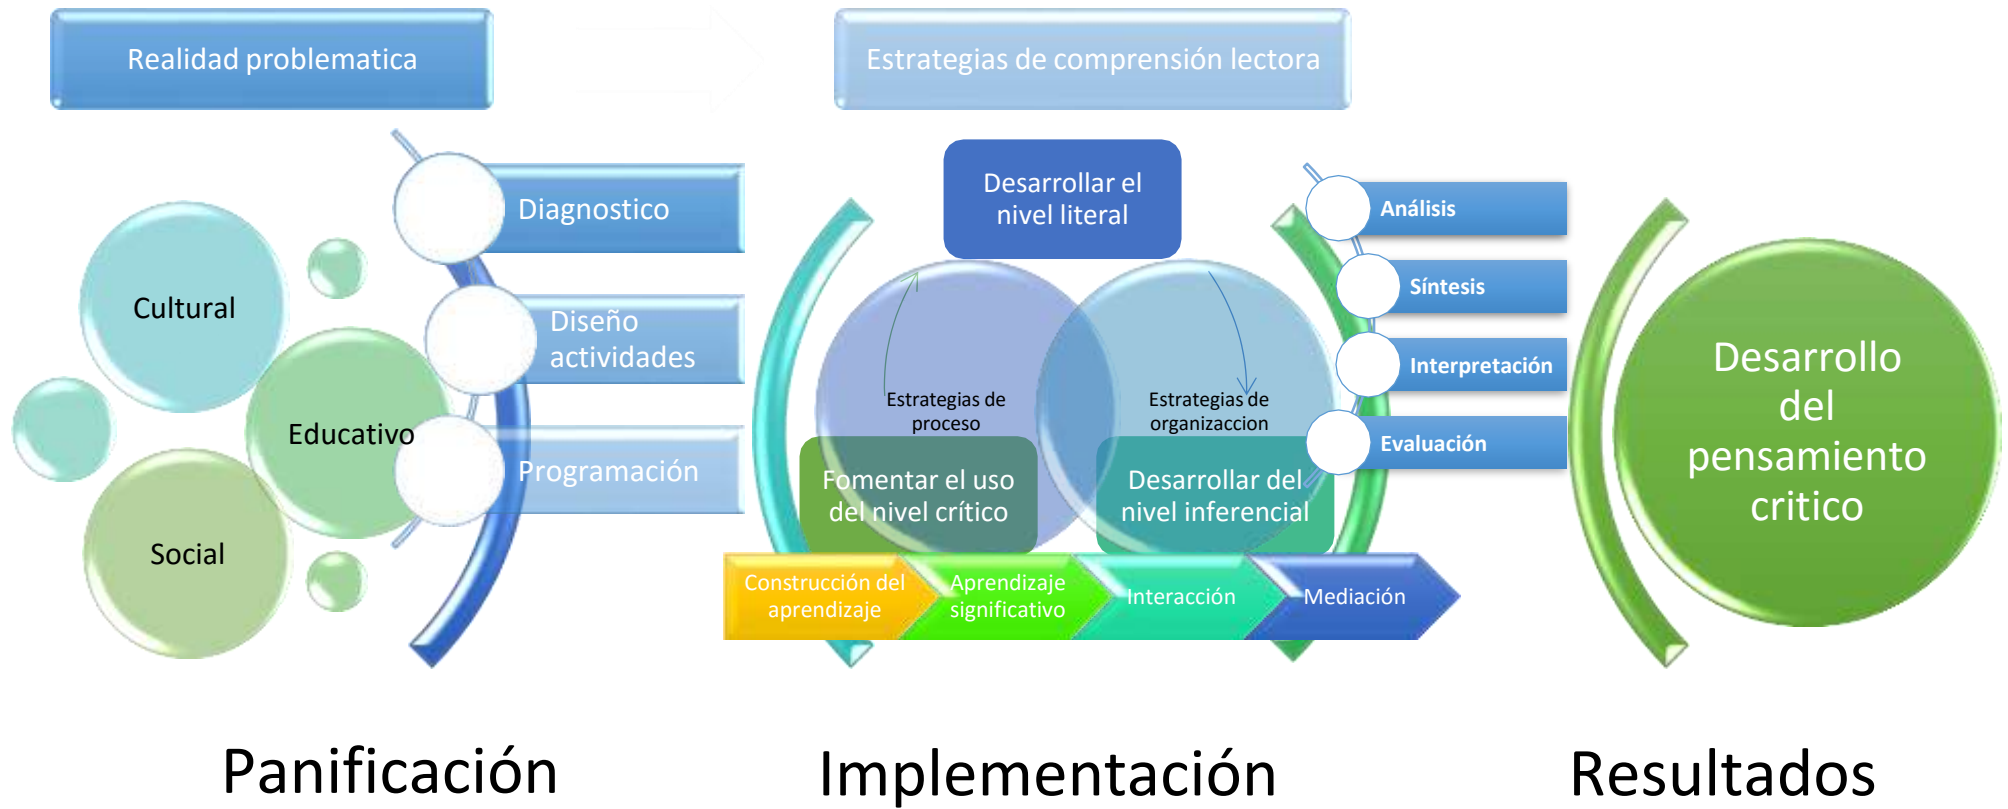 Realidad problematica
Estrategias de comprensión lectora
Cultural
Educativo
Social
Diagnostico
Diseño
actividades
Programación
Desarrollar el
nivel literal
Estrategias de
proceso
Estrategias de
organizaccion
Fomentar el uso
del nivel crítico
Desarrollar del
nivel inferencial
Construcción del
aprendizaje
Aprendizaje
significativo
Interacción
Mediación
Análisis
Síntesis
Interpretación
Evaluación
Desarrollo
del
pensamiento
critico
Panificación
Implementación
Resultados